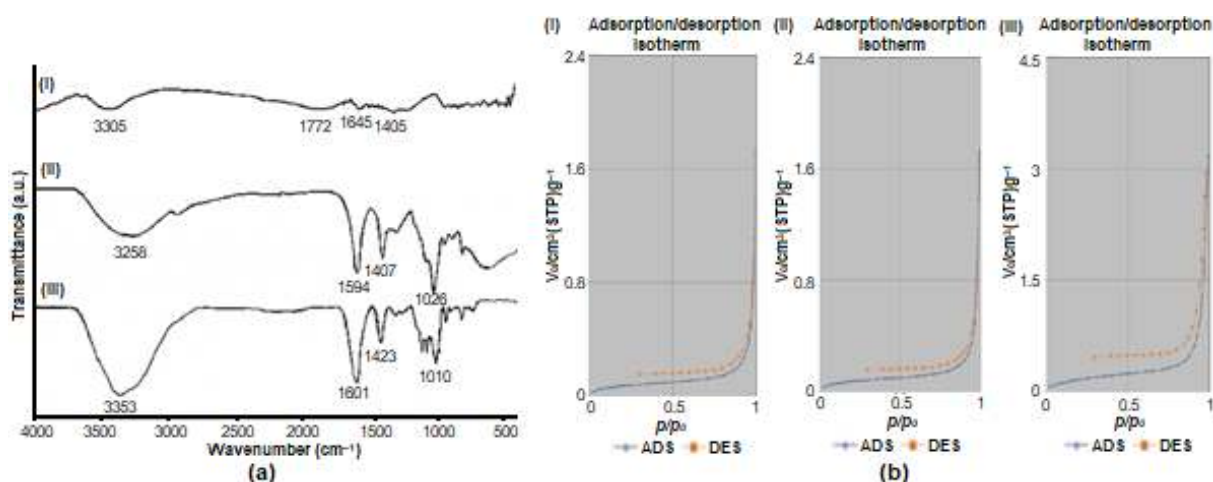 (I)
3305
1772
1645
1405
(II)
3258
1594
1407
1026
(III)
3353
1601
1423
1010
Transmittance (a.u.)
4000 3500 3000 2500 2000 1500 1000 500
Wavenumber (cm⁻¹)
(a)
(I) Adsorption/desorption
isotherm
2.4
1.6
0.8
0
0 0.5 1
p/p₀
ADS DES
(II) Adsorption/desorption
isotherm
2.4
1.6
0.8
0
0 0.5 1
p/p₀
ADS DES
(III) Adsorption/desorption
isotherm
4.5
3
1.5
0
0 0.5 1
p/p₀
ADS DES
(b)